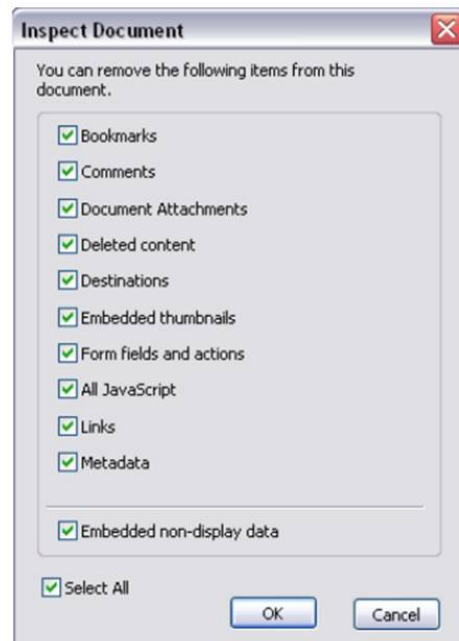 Inspect Document
You can remove the following items from this
document.
Bookmarks
Comments
Document Attachments
Deleted content
Destinations
Embedded thumbnails
Form fields and actions
All JavaScript
Links
Metadata
Embedded non-display data
Select All
OK
Cancel